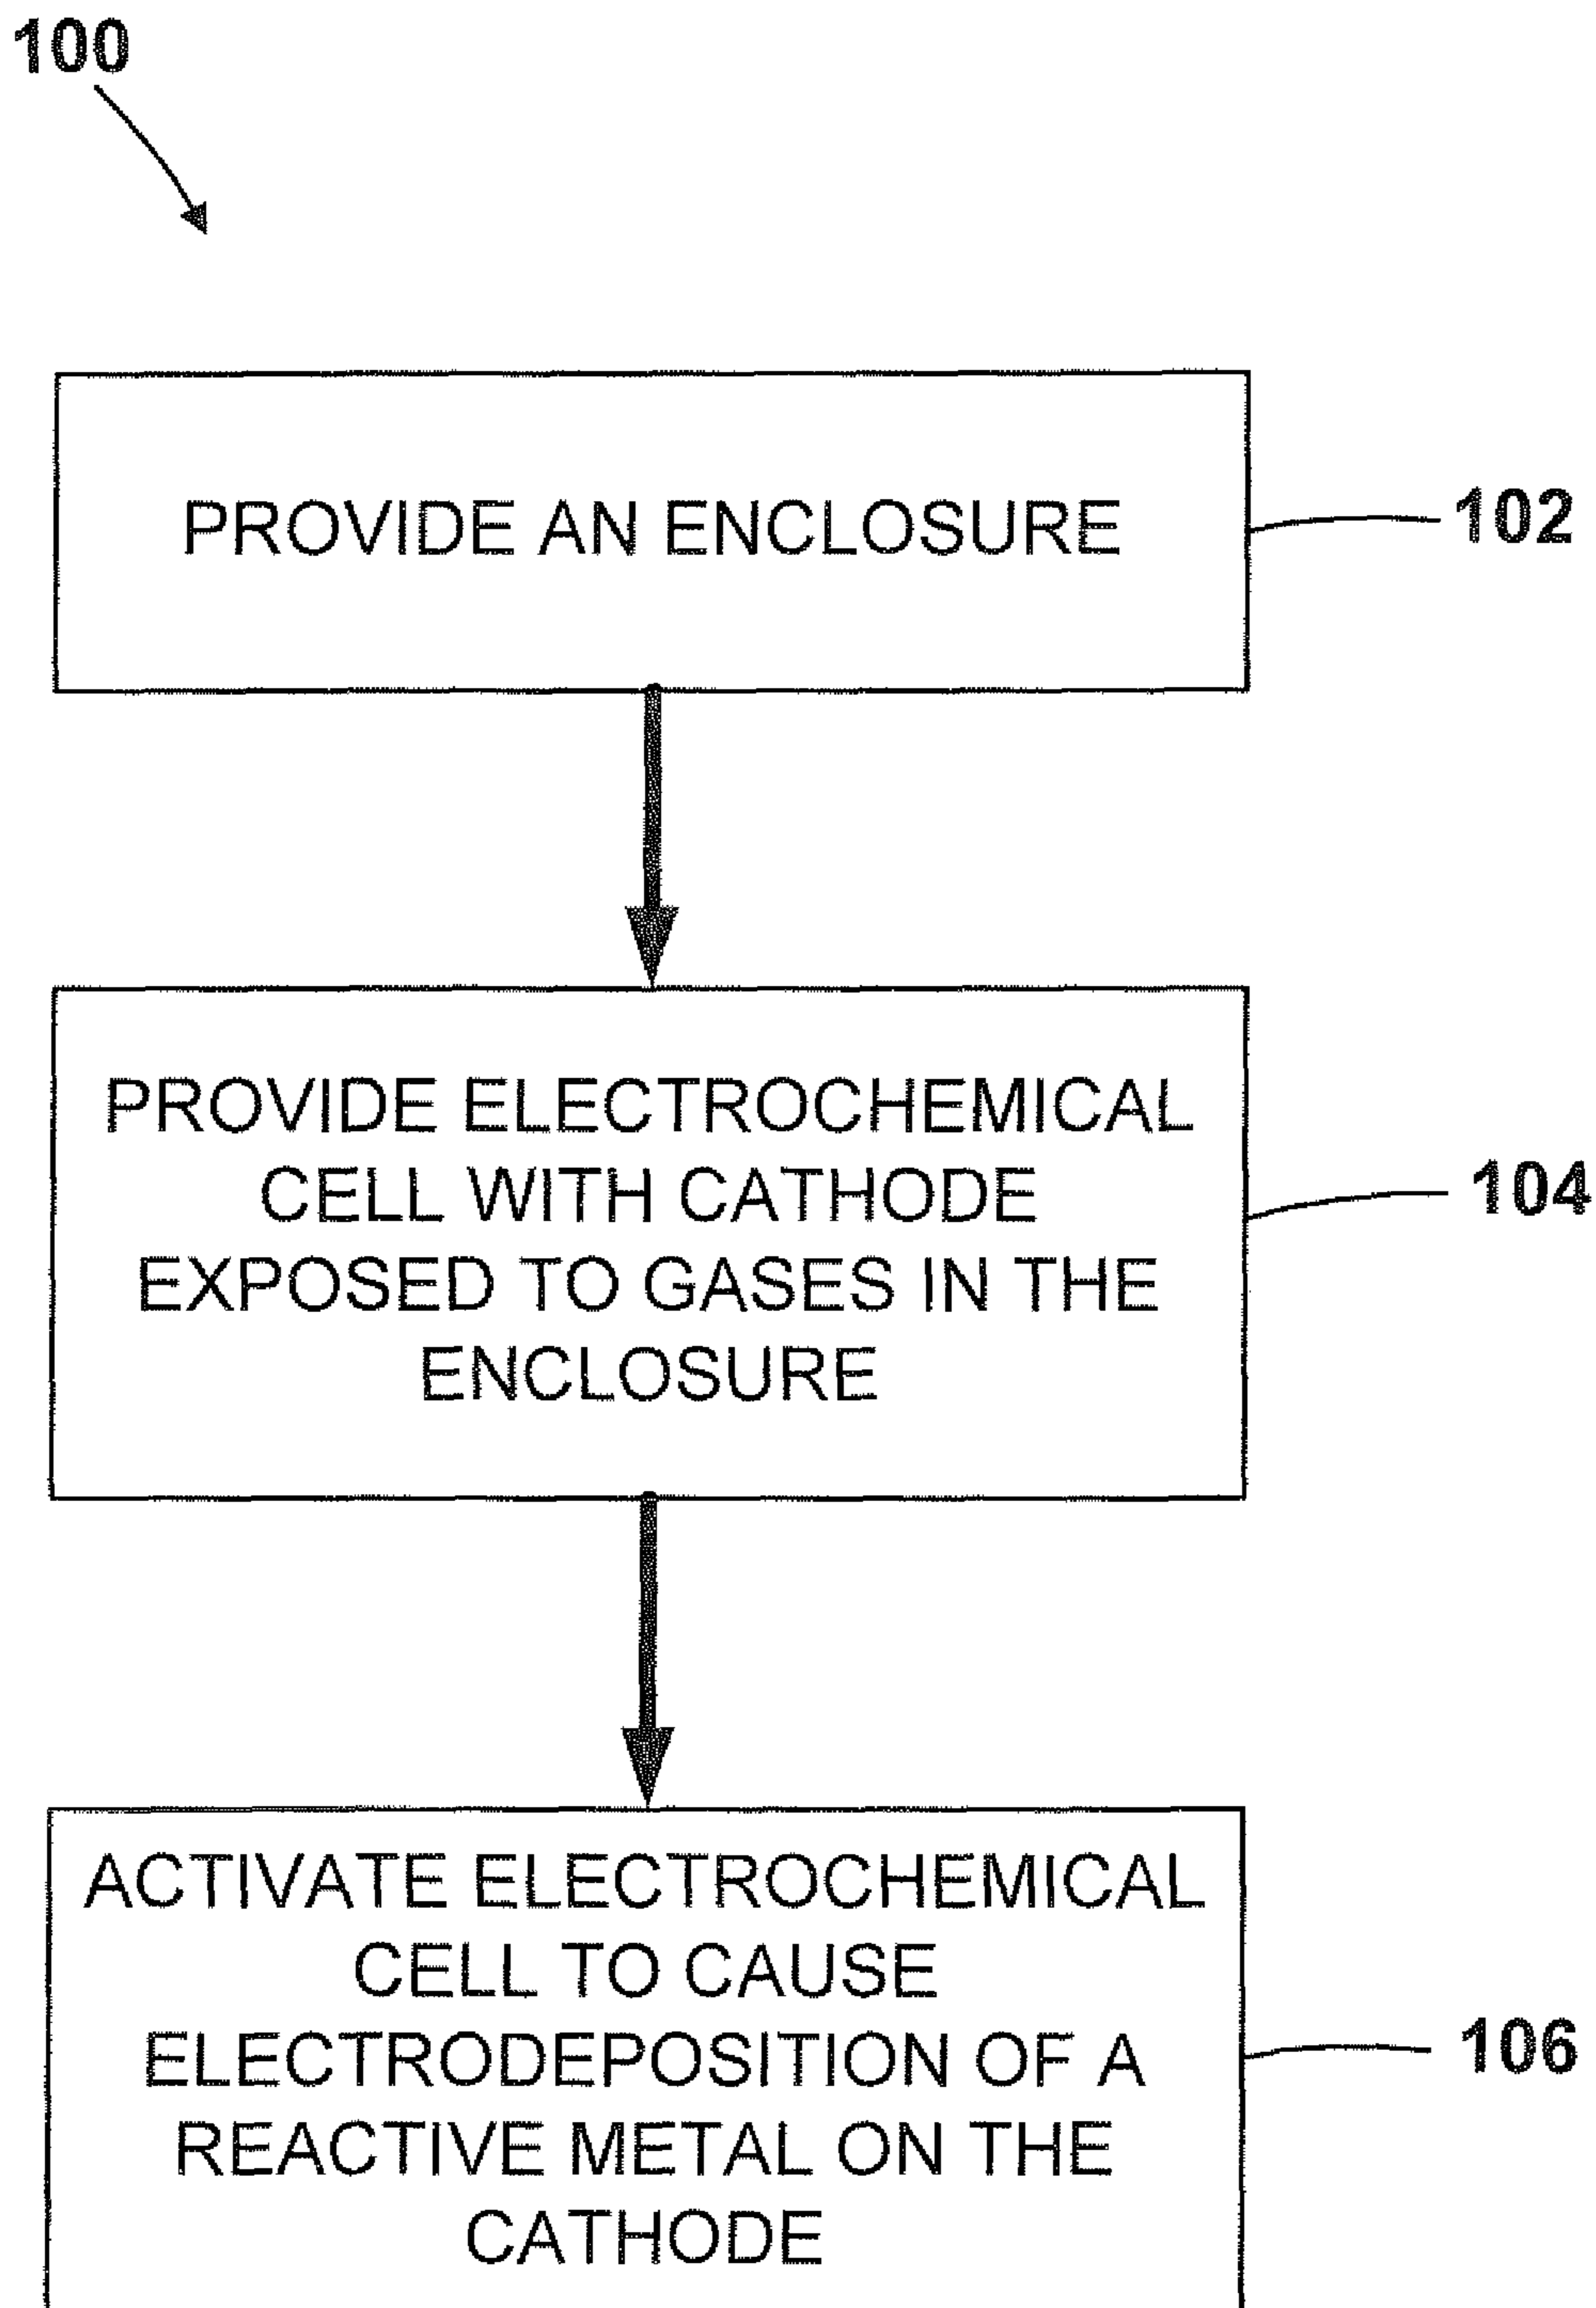 100
PROVIDE AN ENCLOSURE
102
PROVIDE ELECTROCHEMICAL
CELL WITH CATHODE
EXPOSED TO GASES IN THE
ENCLOSURE
104
ACTIVATE ELECTROCHEMICAL
CELL TO CAUSE
ELECTRODEPOSITION OF A
REACTIVE METAL ON THE
CATHODE
106